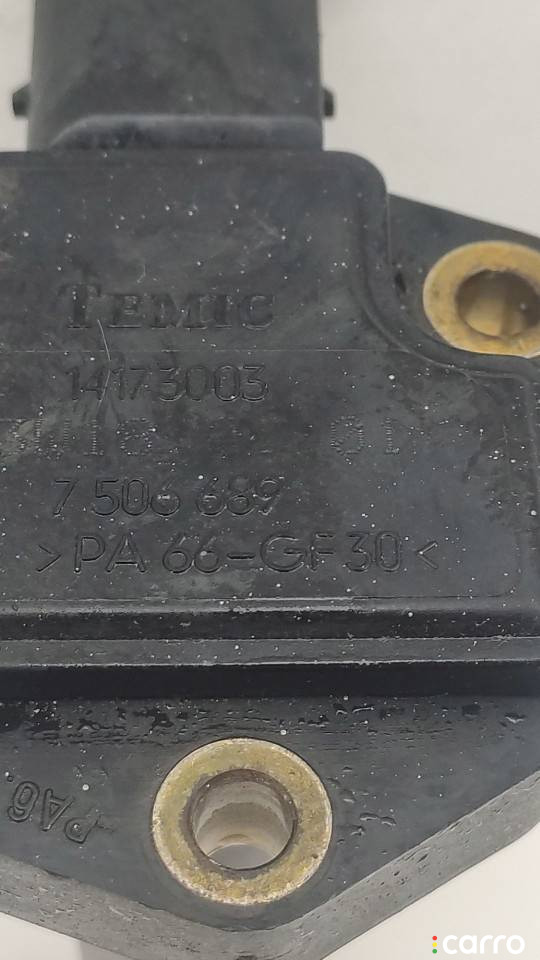 TEMIC
14173003
7 506 689
>PA 66-GF30<
PA6
carro